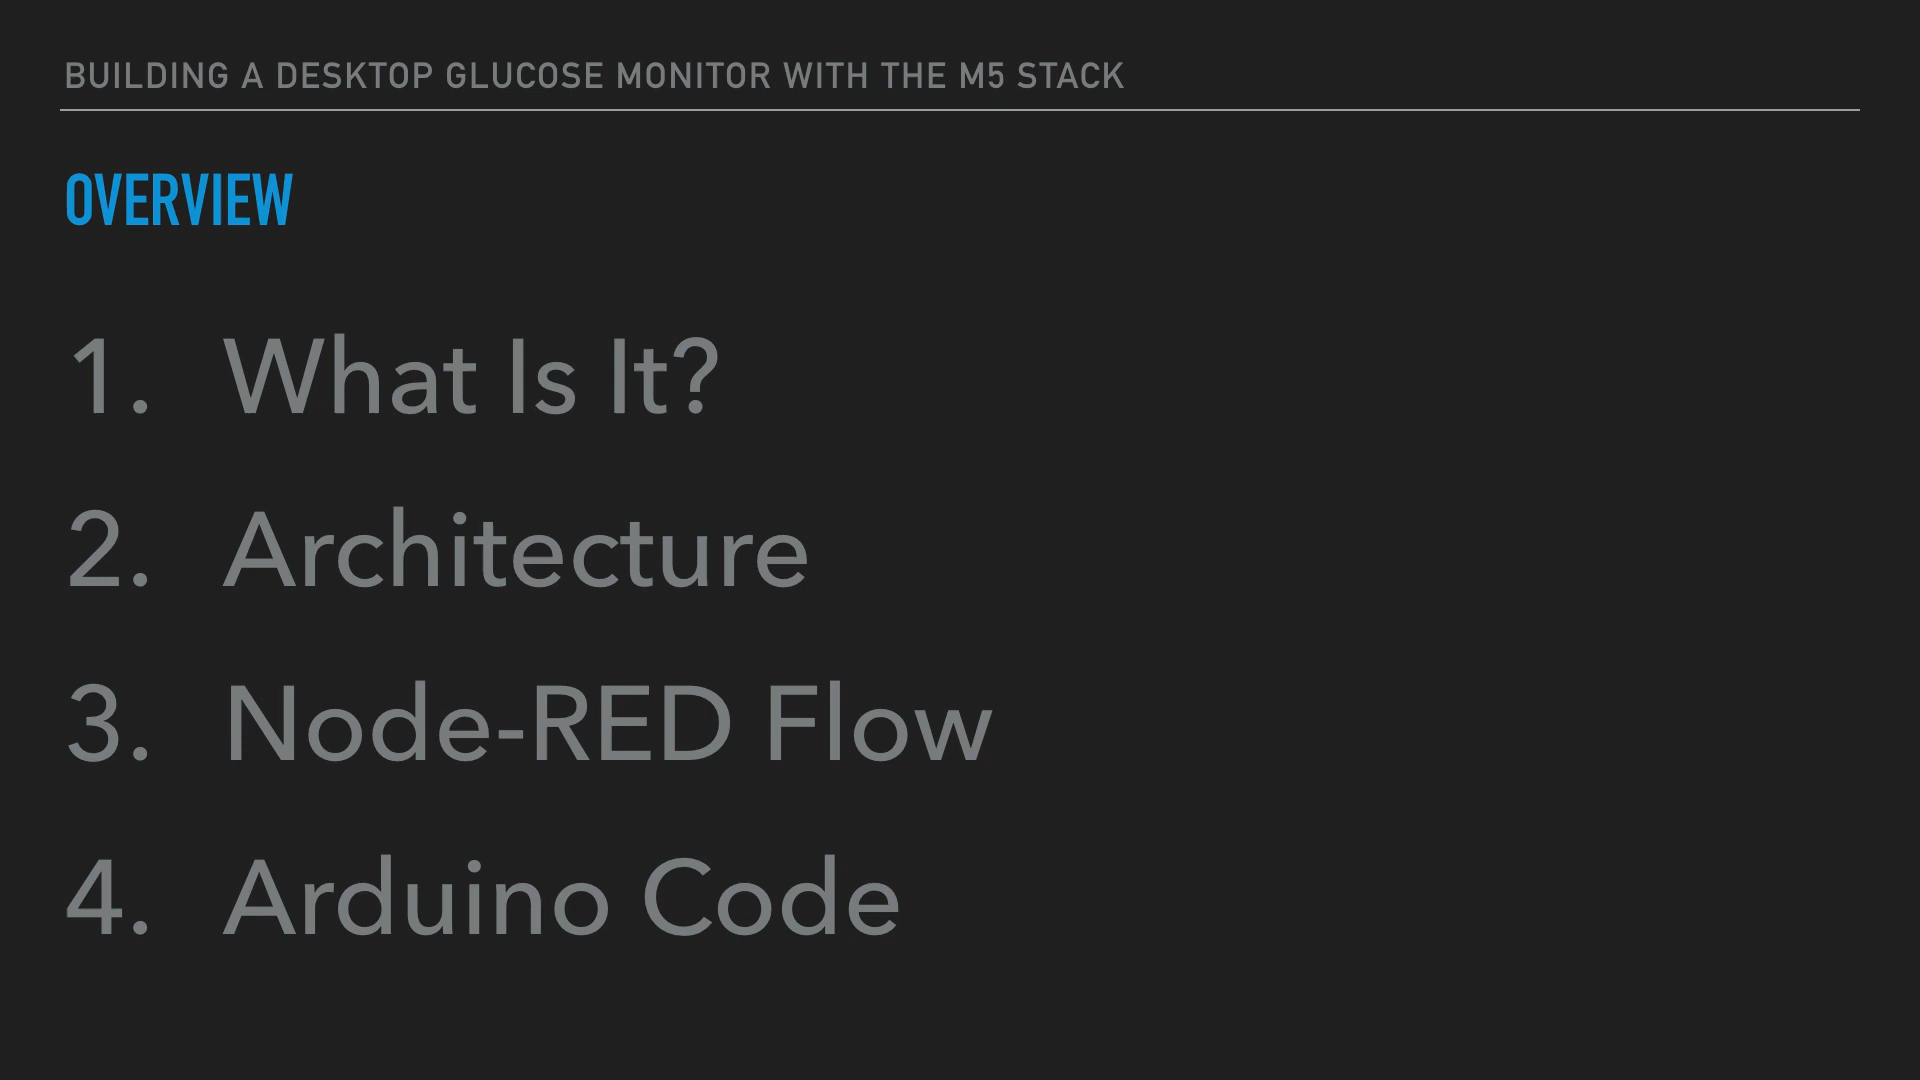 BUILDING A DESKTOP GLUCOSE MONITOR WITH THE M5 STACK
OVERVIEW
1. What Is It?
2. Architecture
3. Node-RED Flow
4. Arduino Code